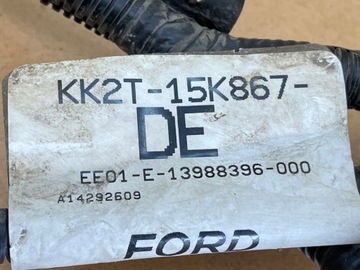 KK2T-15K867-
DE
EE01-E-13988396-000
A14292609
FORD